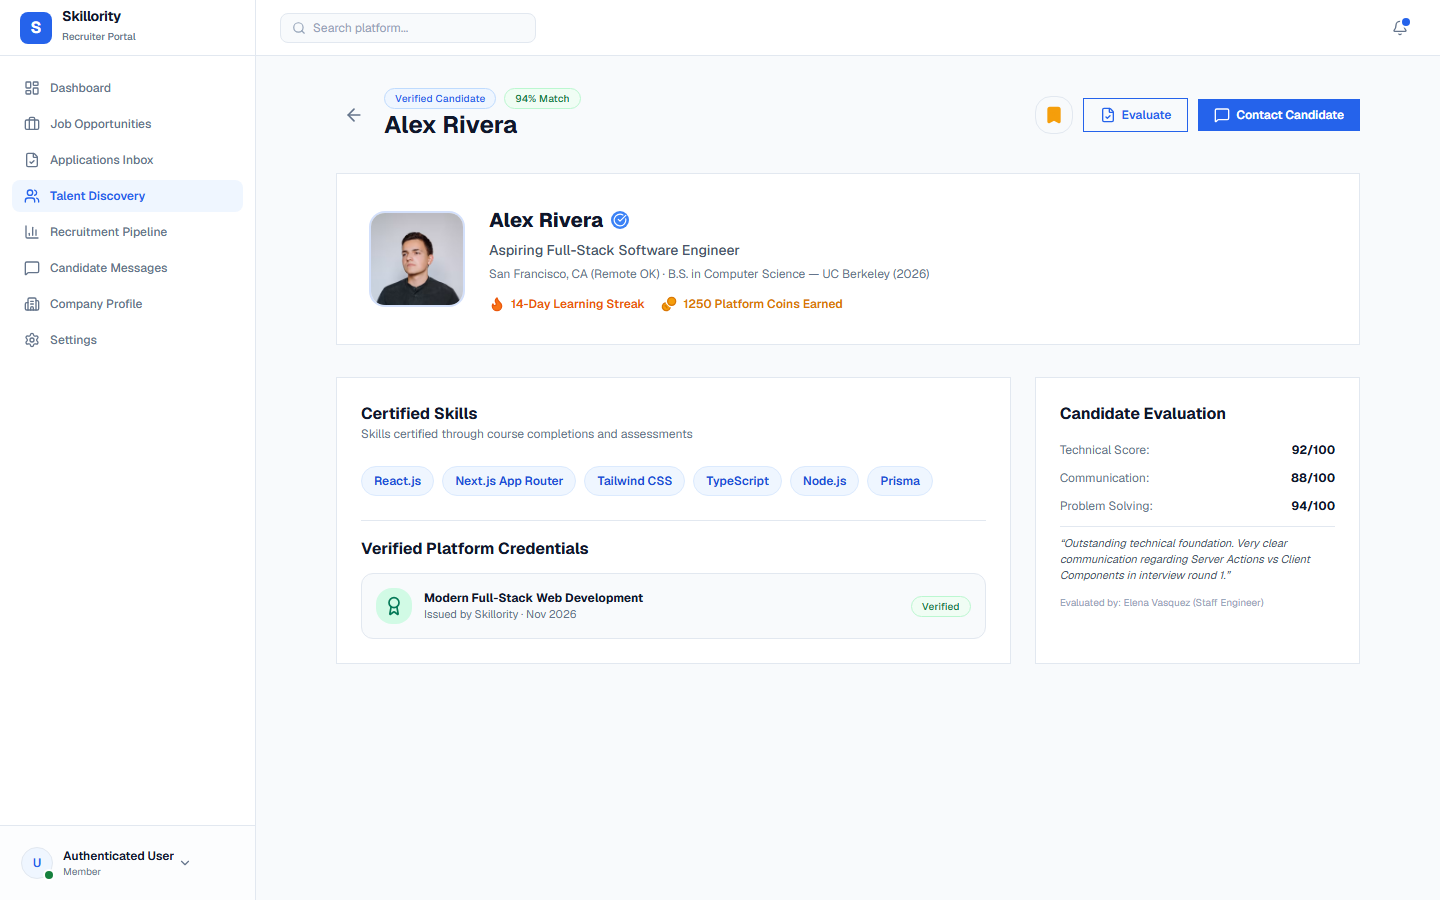 S
Skillority
Recruiter Portal
Search platform...
Dashboard
Job Opportunities
Applications Inbox
Talent Discovery
Recruitment Pipeline
Candidate Messages
Company Profile
Settings
Verified Candidate
94% Match
Alex Rivera
Evaluate
Contact Candidate
Alex Rivera
Aspiring Full-Stack Software Engineer
San Francisco, CA (Remote OK) · B.S. in Computer Science — UC Berkeley (2026)
14-Day Learning Streak
1250 Platform Coins Earned
Certified Skills
Skills certified through course completions and assessments
React.js
Next.js App Router
Tailwind CSS
TypeScript
Node.js
Prisma
Verified Platform Credentials
Modern Full-Stack Web Development
Issued by Skillority · Nov 2026
Verified
Candidate Evaluation
Technical Score: 92/100
Communication: 88/100
Problem Solving: 94/100
"Outstanding technical foundation. Very clear
communication regarding Server Actions vs Client
Components in interview round 1."
Evaluated by: Elena Vasquez (Staff Engineer)
U
Authenticated User
Member